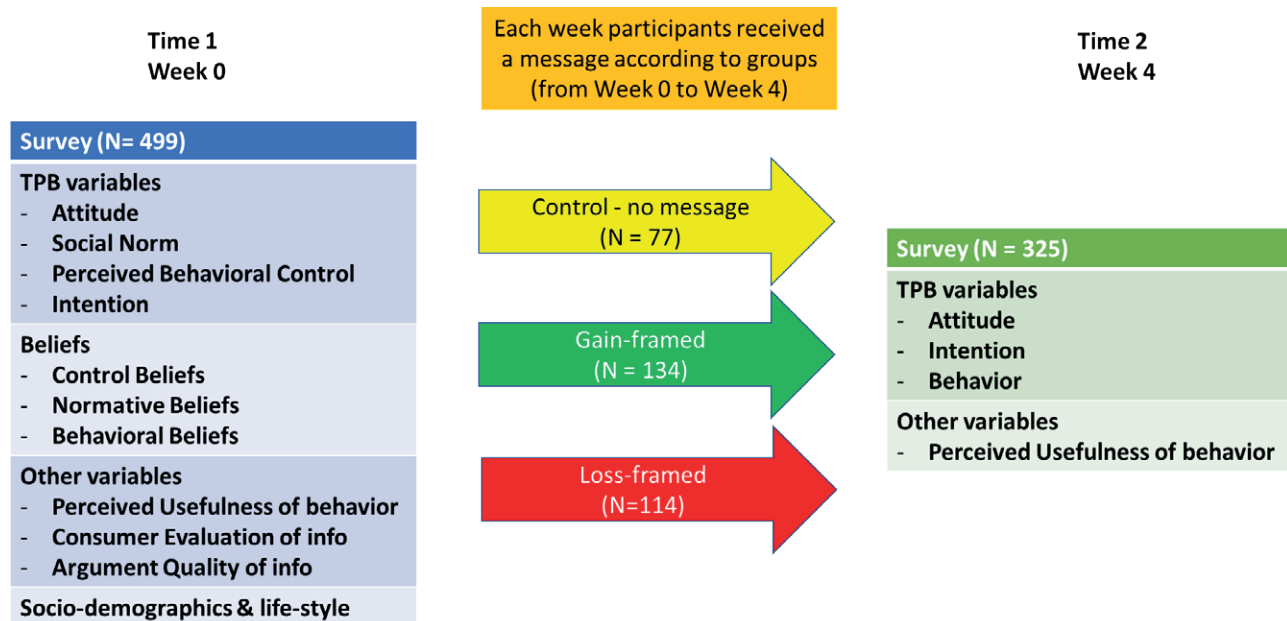 Time 1
Week 0
Each week participants received
a message according to groups
(from Week 0 to Week 4)
Time 2
Week 4
Survey (N= 499)
TPB variables
- Attitude
- Social Norm
- Perceived Behavioral Control
- Intention
Beliefs
- Control Beliefs
- Normative Beliefs
- Behavioral Beliefs
Other variables
- Perceived Usefulness of behavior
- Consumer Evaluation of info
- Argument Quality of info
Socio-demographics & life-style
Control - no message
(N = 77)
Gain-framed
(N = 134)
Loss-framed
(N=114)
Survey (N = 325)
TPB variables
- Attitude
- Intention
- Behavior
Other variables
- Perceived Usefulness of behavior